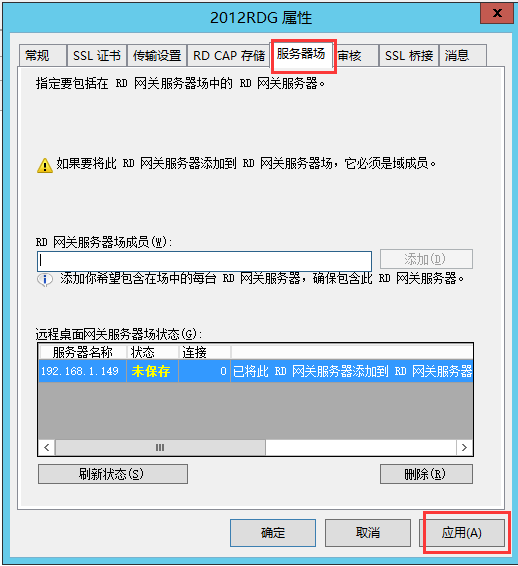 2012RDG 属性
常规 SSL 证书 传输设置 RD CAP 存储 服务器场 审核 SSL 桥接 消息
指定要包括在 RD 网关服务器场中的 RD 网关服务器。
如果要将此 RD 网关服务器添加到 RD 网关服务器场，它必须是域成员。
RD 网关服务器场成员(W):
添加(D)
添加你希望包含在场中的每台 RD 网关服务器，确保包含此 RD 网关服务器。
远程桌面网关服务器场状态(G):
服务器名称 状态 连接
192.168.1.149 未保存 0 已将此 RD 网关服务器添加到 RD 网关服务器
刷新状态(S) 删除(R)
确定 取消 应用(A)